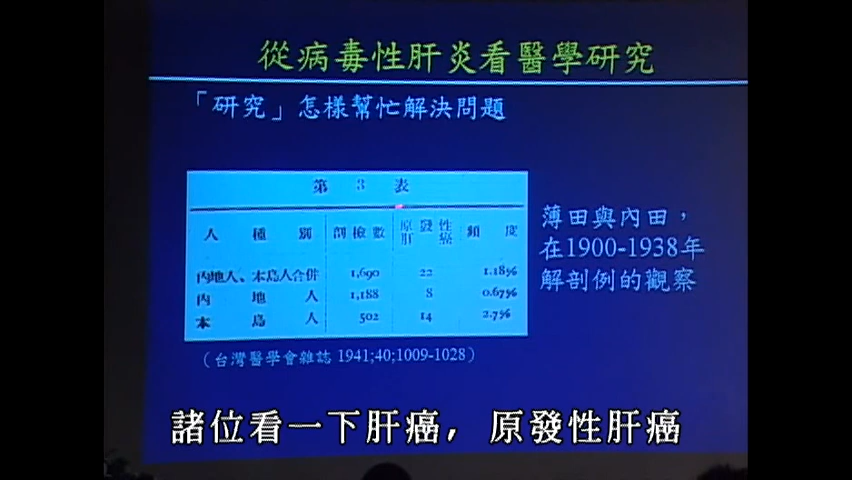 從病毒性肝炎看醫學研究
「研究」怎樣幫忙解決問題
第 3 表
人種別 剖檢數 原發性肝癌 頻度
內地人、本島人合併 1,690 22 1.18%
內地人 1,188 8 0.67%
本島人 502 14 2.7%
薄田與內田，
在1900-1938年
解剖例的觀察
（台灣醫學會雜誌 1941;40;1009-1028）
諸位看一下肝癌， 原發性肝癌